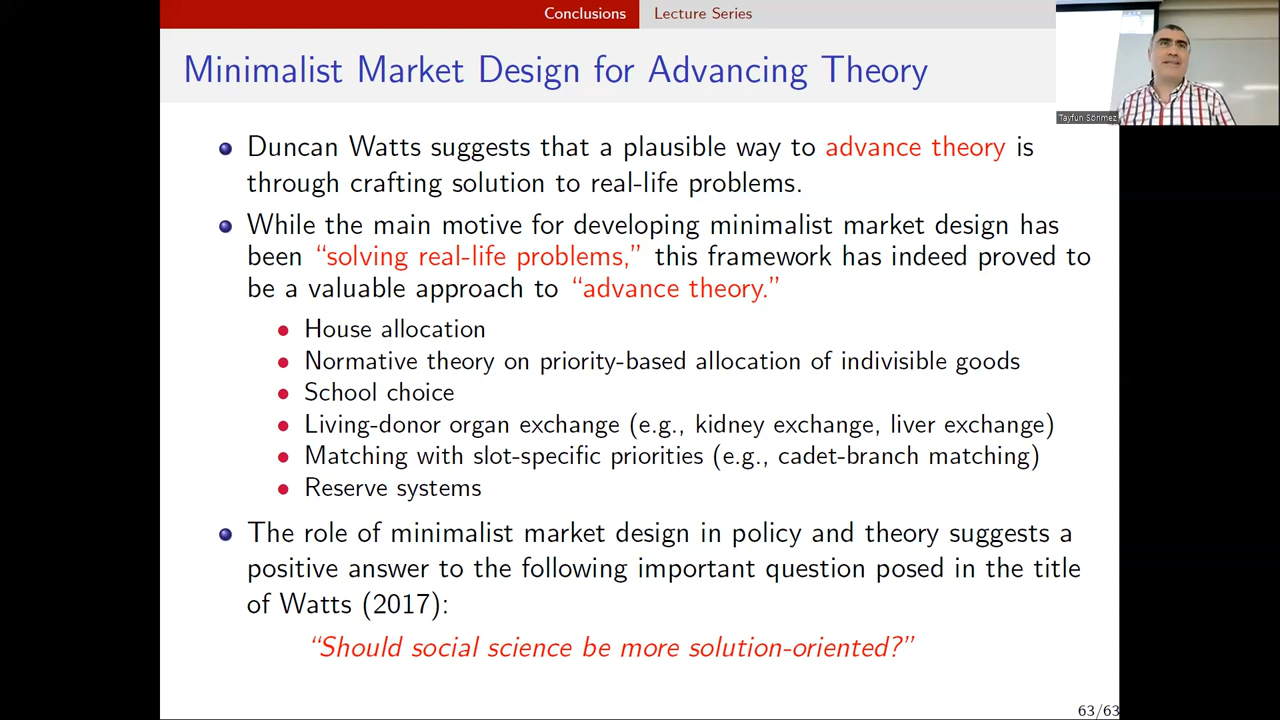 Conclusions Lecture Series
Minimalist Market Design for Advancing Theory
Tayfun Sönmez
Duncan Watts suggests that a plausible way to advance theory is
through crafting solution to real-life problems.
While the main motive for developing minimalist market design has
been “solving real-life problems,” this framework has indeed proved to
be a valuable approach to “advance theory.”
House allocation
Normative theory on priority-based allocation of indivisible goods
School choice
Living-donor organ exchange (e.g., kidney exchange, liver exchange)
Matching with slot-specific priorities (e.g., cadet-branch matching)
Reserve systems
The role of minimalist market design in policy and theory suggests a
positive answer to the following important question posed in the title
of Watts (2017):
“Should social science be more solution-oriented?”
63/63